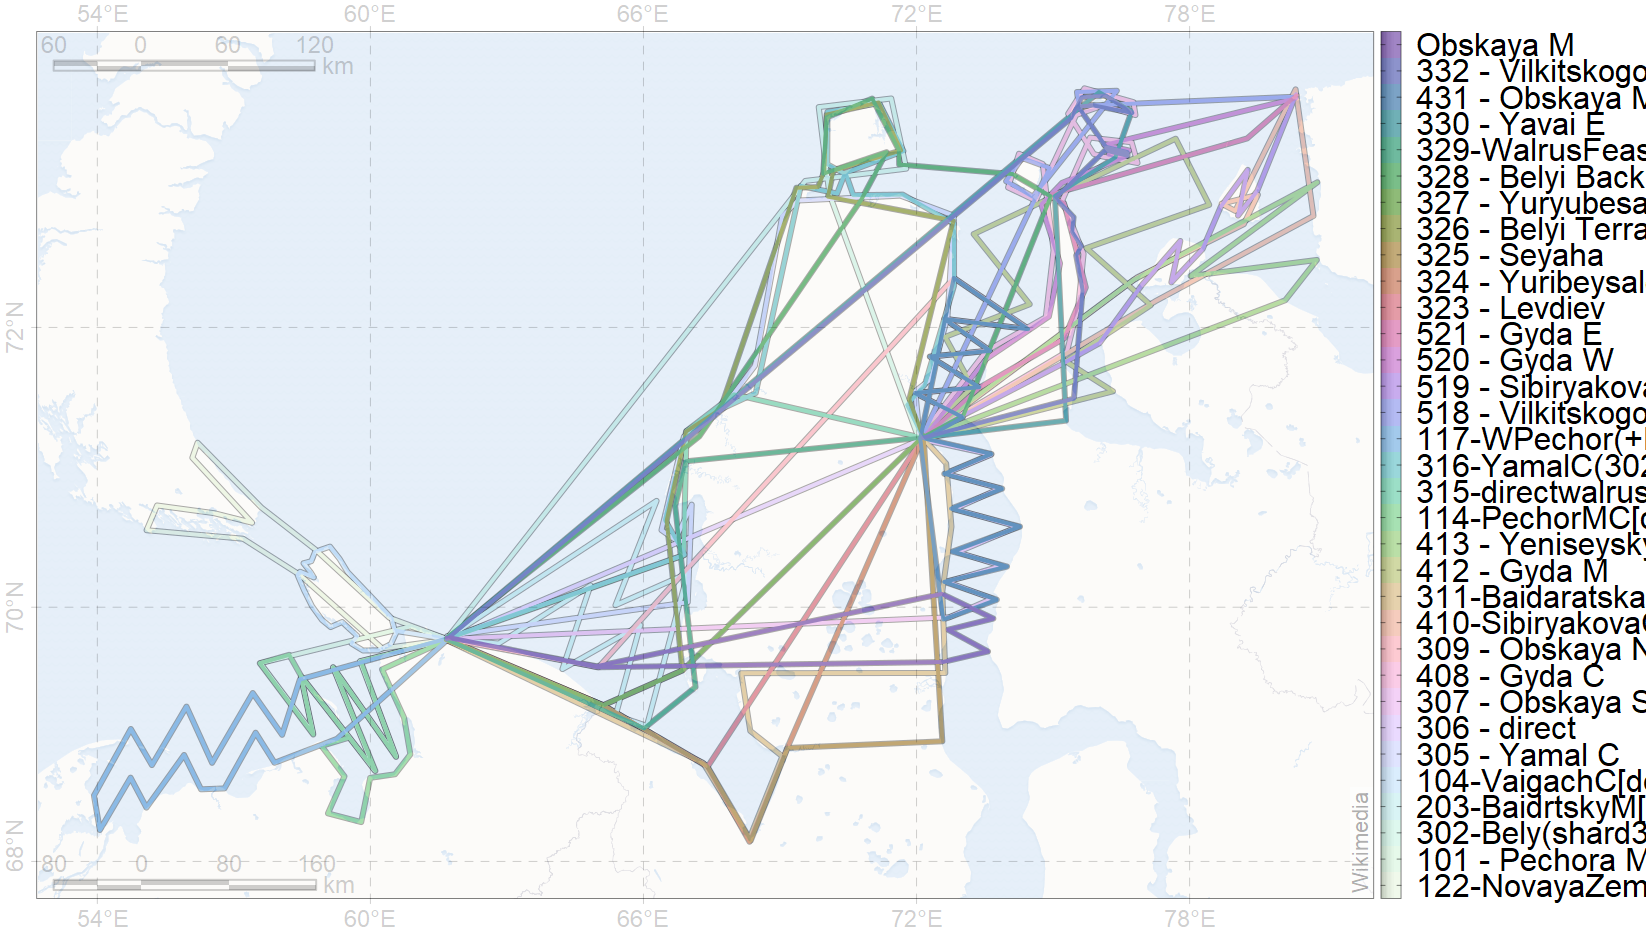 54°E 60°E 66°E 72°E 78°E
60 0 60 120
km
72°N
70°N
68°N
80 0 80 160
km
54°E 60°E 66°E 72°E 78°E
Wikimedia
Obskaya M
332 - Vilkitskogo
431 - Obskaya M
330 - Yavai E
329-WalrusFeas
328 - Belyi Back
327 - Yuryubesa
326 - Belyi Terra
325 - Seyaha
324 - Yuribeysal
323 - Levdiev
521 - Gyda E
520 - Gyda W
519 - Sibiryakova
518 - Vilkitskogo
117-WPechor(+
316-YamalC(302
315-directwalrus
114-PechorMC[
413 - Yeniseysky
412 - Gyda M
311-Baidaratska
410-Sibiryakova
309 - Obskaya N
408 - Gyda C
307 - Obskaya S
306 - direct
305 - Yamal C
104-VaigachC[d
203-BaidrtskyM[
302-Bely(shard3
101 - Pechora M
122-NovayaZem